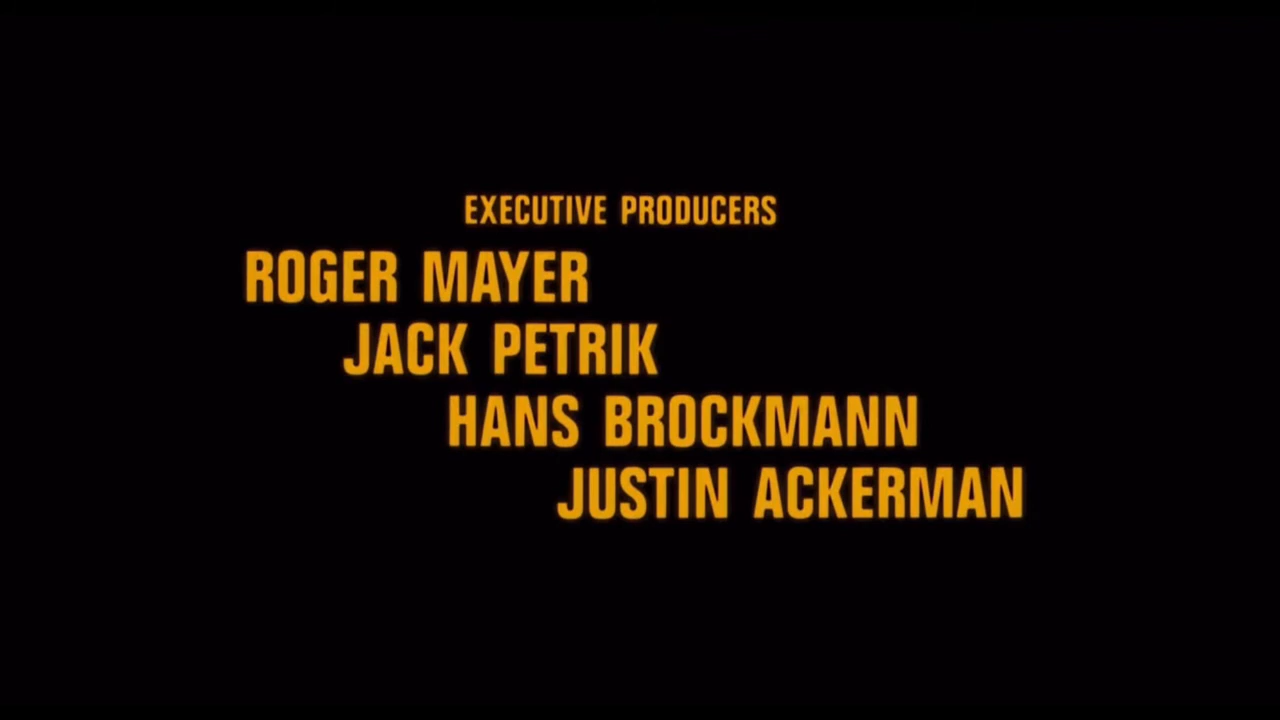 EXECUTIVE PRODUCERS
ROGER MAYER
JACK PETRIK
HANS BROCKMANN
JUSTIN ACKERMAN